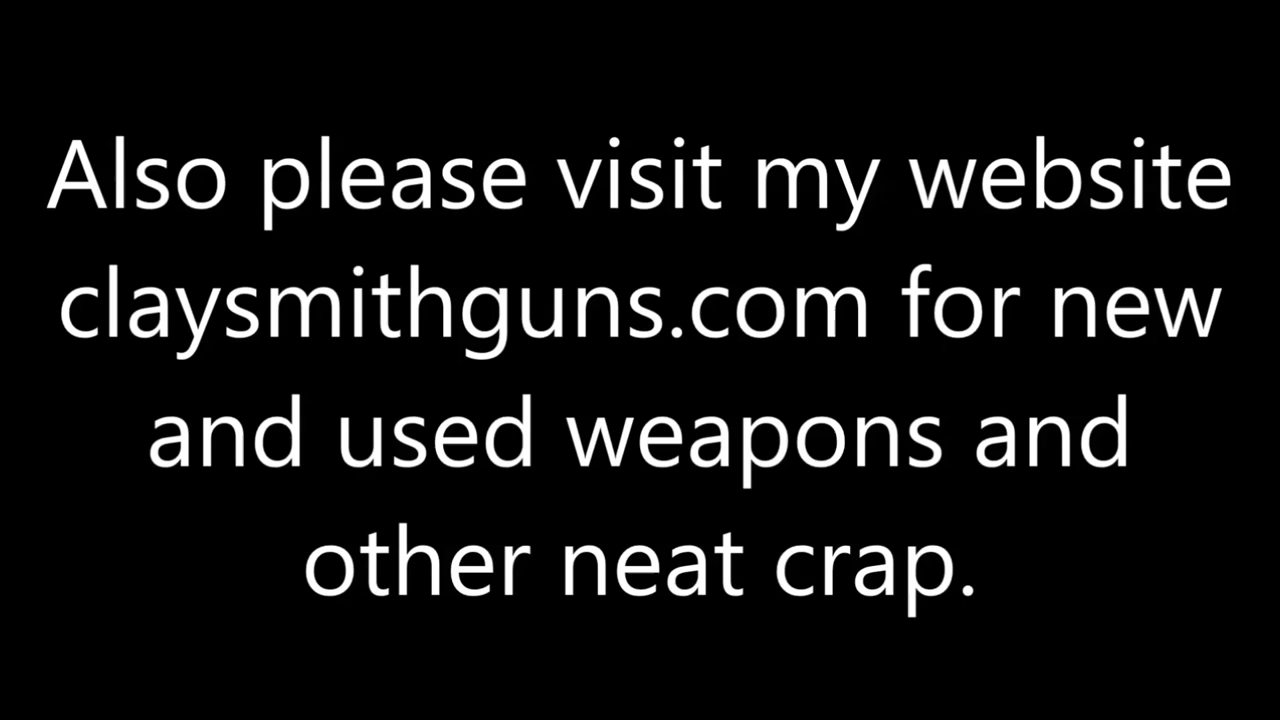 Also please visit my website
claysmithguns.com for new
and used weapons and
other neat crap.